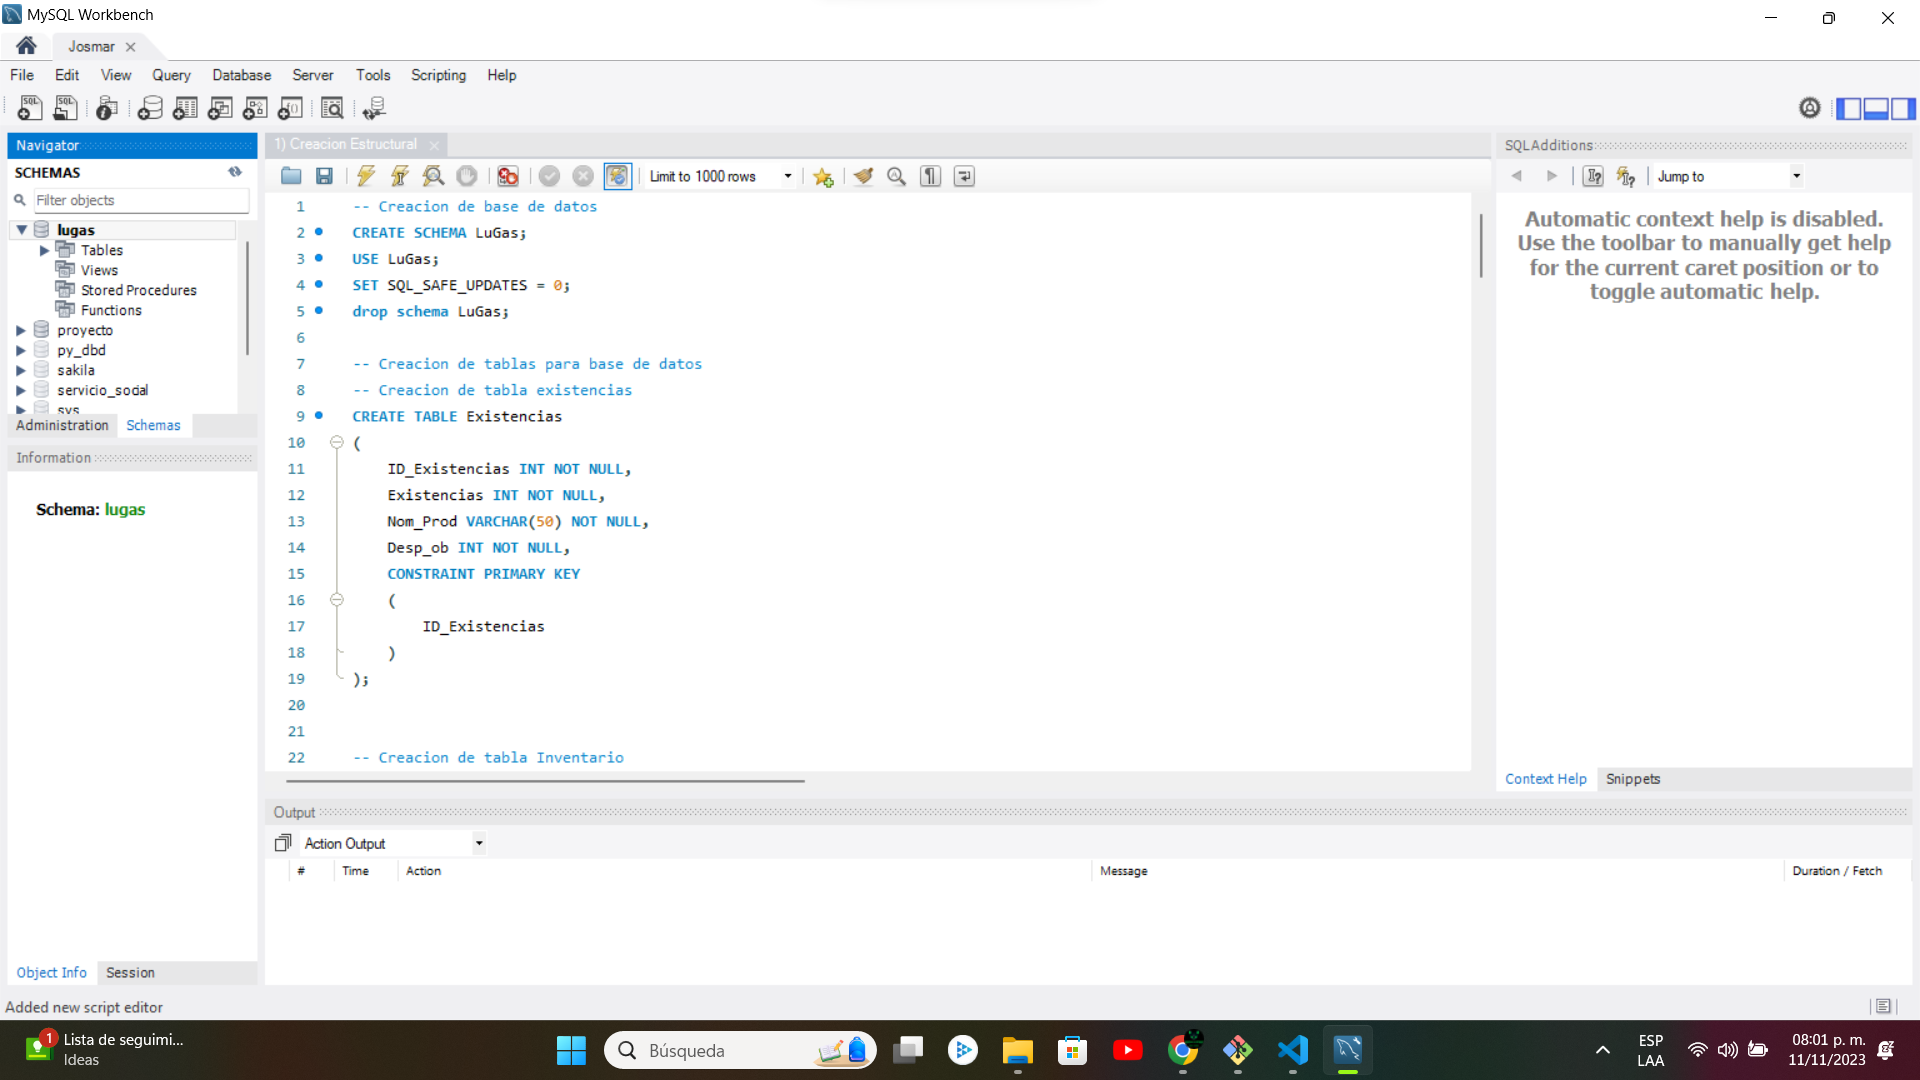 MySQL Workbench
Josmar
File Edit View Query Database Server Tools Scripting Help
Navigator
SCHEMAS
Filter objects
lugas
Tables
Views
Stored Procedures
Functions
proyecto
py_dbd
sakila
servicio_social
sys
Administration Schemas
Information
Schema: lugas
Object Info Session
1) Creacion Estructural
Limit to 1000 rows
1 -- Creacion de base de datos
2 CREATE SCHEMA LuGas;
3 USE LuGas;
4 SET SQL_SAFE_UPDATES = 0;
5 drop schema LuGas;
6
7 -- Creacion de tablas para base de datos
8 -- Creacion de tabla existencias
9 CREATE TABLE Existencias
10 (
11 ID_Existencias INT NOT NULL,
12 Existencias INT NOT NULL,
13 Nom_Prod VARCHAR(50) NOT NULL,
14 Desp_ob INT NOT NULL,
15 CONSTRAINT PRIMARY KEY
16 (
17 ID_Existencias
18 )
19 );
20
21
22 -- Creacion de tabla Inventario
SQLAdditions
Jump to
Automatic context help is disabled.
Use the toolbar to manually get help
for the current caret position or to
toggle automatic help.
Context Help Snippets
Output
Action Output
# Time Action Message Duration / Fetch
Added new script editor
1
Lista de seguimi...
Ideas
Búsqueda
ESP
LAA
08:01 p. m.
11/11/2023